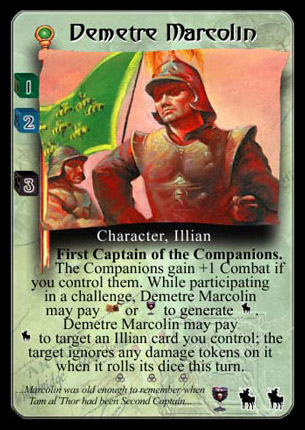 Demetre Marcolin
1
2
3
Character, Illian
First Captain of the Companions.
The Companions gain +1 Combat if
you control them. While participating
in a challenge, Demetre Marcolin
may pay or to generate .
Demetre Marcolin may pay
to target an Illian card you control; the
target ignores any damage tokens on it
when it rolls its dice this turn.
...Marcolin was old enough to remember when
Tam al'Thor had been Second Captain...